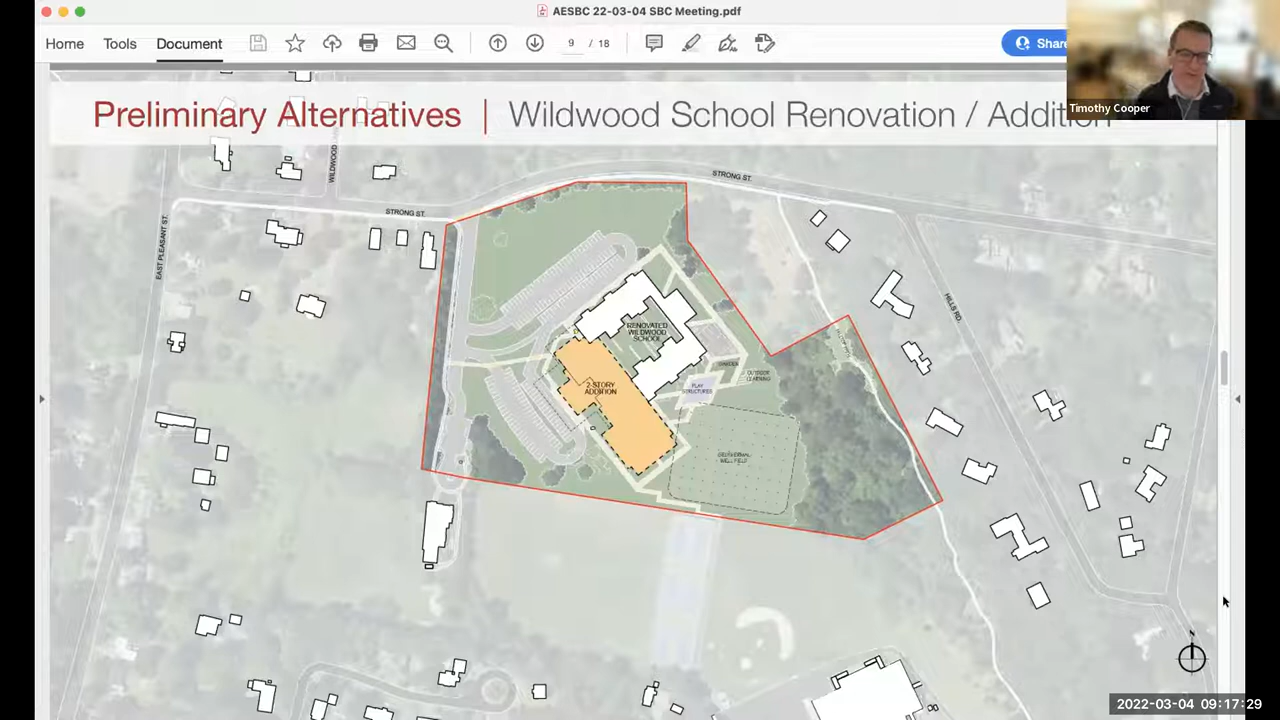 AESBC 22-03-04 SBC Meeting.pdf
Home Tools Document 9 / 18 Share
Timothy Cooper
Preliminary Alternatives | Wildwood School Renovation / Addition
WILDWOOD
STRONG ST.
STRONG ST.
EAST PLEASANT ST.
HILLS RD.
RENOVATED
WILDWOOD
SCHOOL
2-STORY
ADDITION
GARDEN
OUTDOOR
LEARNING
PLAY
STRUCTURES
GEOTHERMAL
WELL FIELD
N
2022-03-04 09:17:29